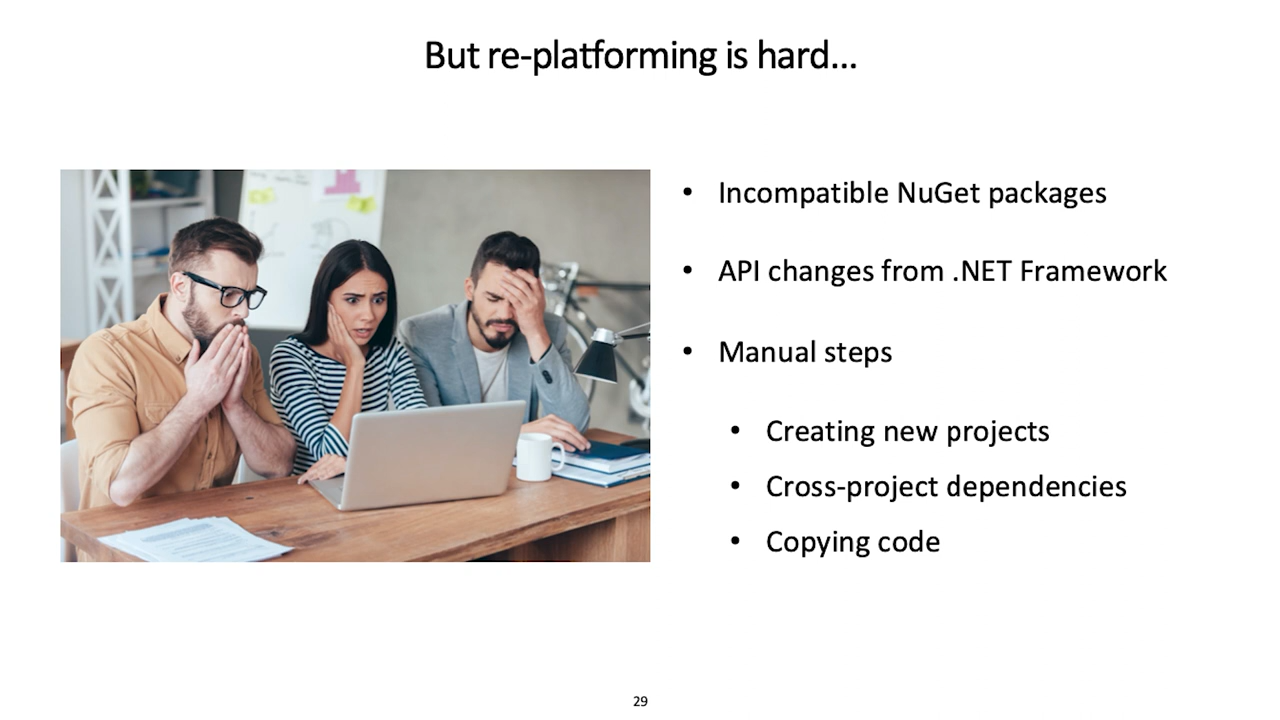 But re-platforming is hard...
• Incompatible NuGet packages
• API changes from .NET Framework
• Manual steps
• Creating new projects
• Cross-project dependencies
• Copying code
29